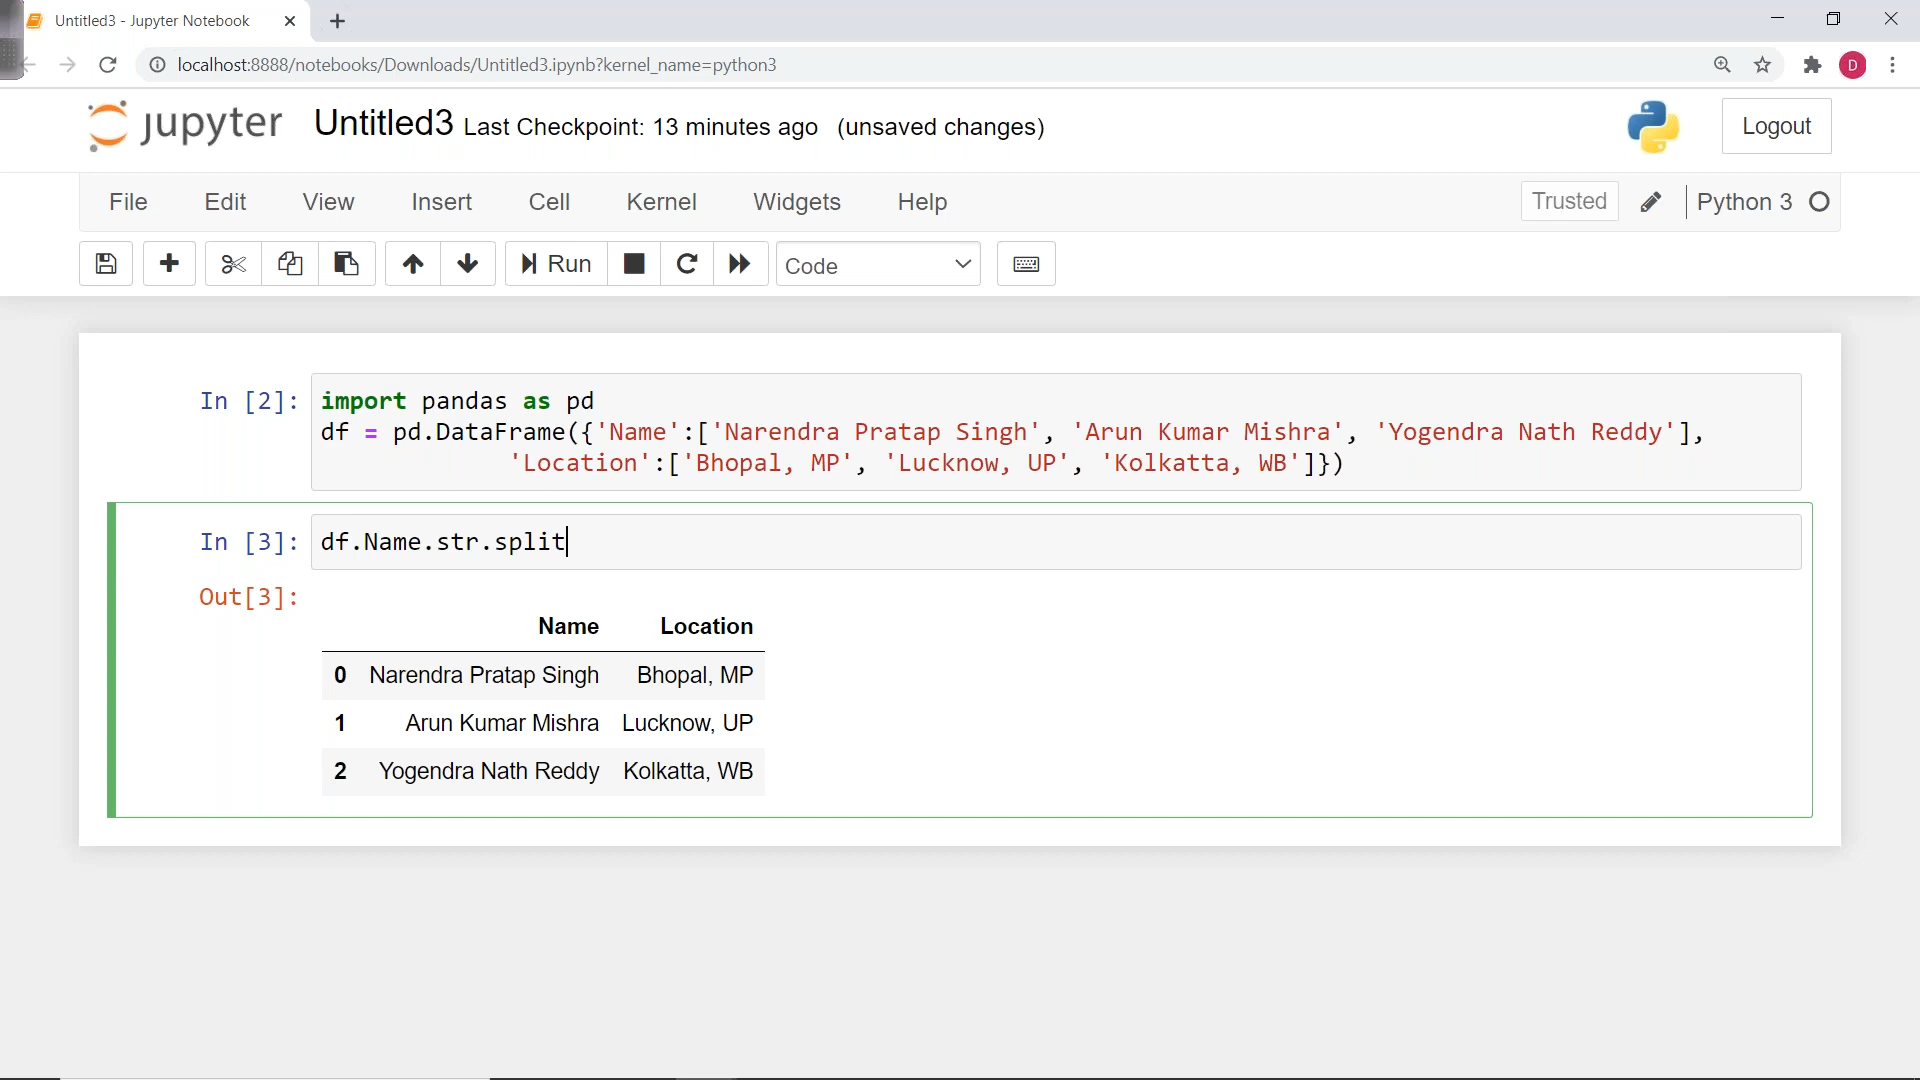 Untitled3 - Jupyter Notebook
localhost:8888/notebooks/Downloads/Untitled3.ipynb?kernel_name=python3
D
jupyter Untitled3 Last Checkpoint: 13 minutes ago (unsaved changes)
Logout
File Edit View Insert Cell Kernel Widgets Help
Trusted Python 3
Run Code
In [2]: import pandas as pd
df = pd.DataFrame({'Name':['Narendra Pratap Singh', 'Arun Kumar Mishra', 'Yogendra Nath Reddy'],
'Location':['Bhopal, MP', 'Lucknow, UP', 'Kolkatta, WB']})
In [3]: df.Name.str.split
Out[3]:
Name Location
0 Narendra Pratap Singh Bhopal, MP
1 Arun Kumar Mishra Lucknow, UP
2 Yogendra Nath Reddy Kolkatta, WB